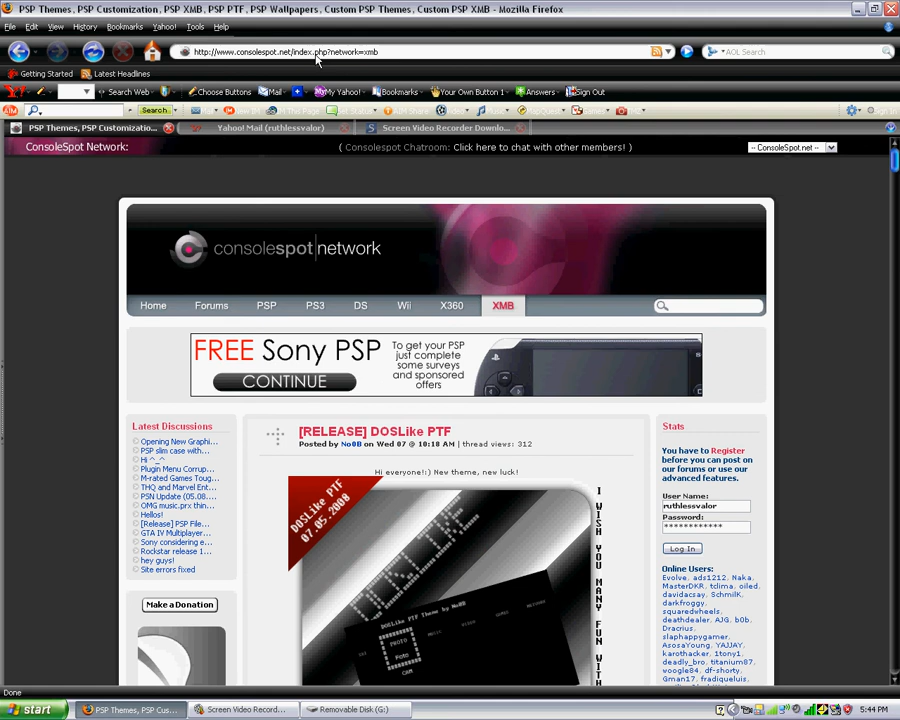 PSP Themes, PSP Customization, PSP XMB, PSP PTF, PSP Wallpapers, Custom PSP Themes, Custom PSP XMB - Mozilla Firefox
File Edit View History Bookmarks Yahoo! Tools Help
http://www.consolespot.net/index.php?network=xmb
AOL Search
Getting Started Latest Headlines
Search Web Choose Buttons Mail My Yahoo! Bookmarks Your Own Button 1 Answers Sign Out
Search
PSP Themes, PSP Customizatio... Yahoo! Mail (ruthlessvalor) Screen Video Recorder Downlo...
ConsoleSpot Network: ( Consolespot Chatroom: Click here to chat with other members! ) -- ConsoleSpot.net --
consolespot|network
Home Forums PSP PS3 DS Wii X360 XMB
FREE Sony PSP
CONTINUE
To get your PSP
just complete
some surveys
and sponsored
offers
Latest Discussions
Opening New Graphi...
PSP slim case with...
Hi ^_^
Plugin Menu Corrup...
M-rated Games Toug...
THQ and Marvel Ent...
PSN Update (05.08....
OMG music.prx thin...
Hello!
[Release] PSP File...
GTA IV Multiplayer...
Sony considering e...
Rockstar release 1...
hey guys!
Site errors fixed
Make a Donation
[RELEASE] DOSLike PTF
Posted by No0B on Wed 07 @ 10:18 AM | thread views: 312
Hi everyone!:) New theme, new luck!
DOSLike PTF
07.05.2008
DOSLike PTF Theme by No0B
PHOTO
Foto
CAM
I WISH YOU MANY FUN WITH
Stats
You have to Register
before you can post on
our forums or use our
advanced features.
User Name:
ruthlessvalor
Password:
************
Log In
Online Users:
Evolve, ads1212, Naka,
MasterDKR, tclima, oiled,
davidacsay, SchmilK,
darkfroggy,
squaredwheels,
deathdealer, AJG, b0b,
Dracrius,
slaphappygarner,
AsosaYoung, YAJJAY,
karothacker, 1tony1,
deadly_bro, titanium87,
voogle84, df-shorty,
Gman17, fradiqueluis,
Done
start PSP Themes, PSP Cus... Screen Video Record... Removable Disk (G:) 5:44 PM